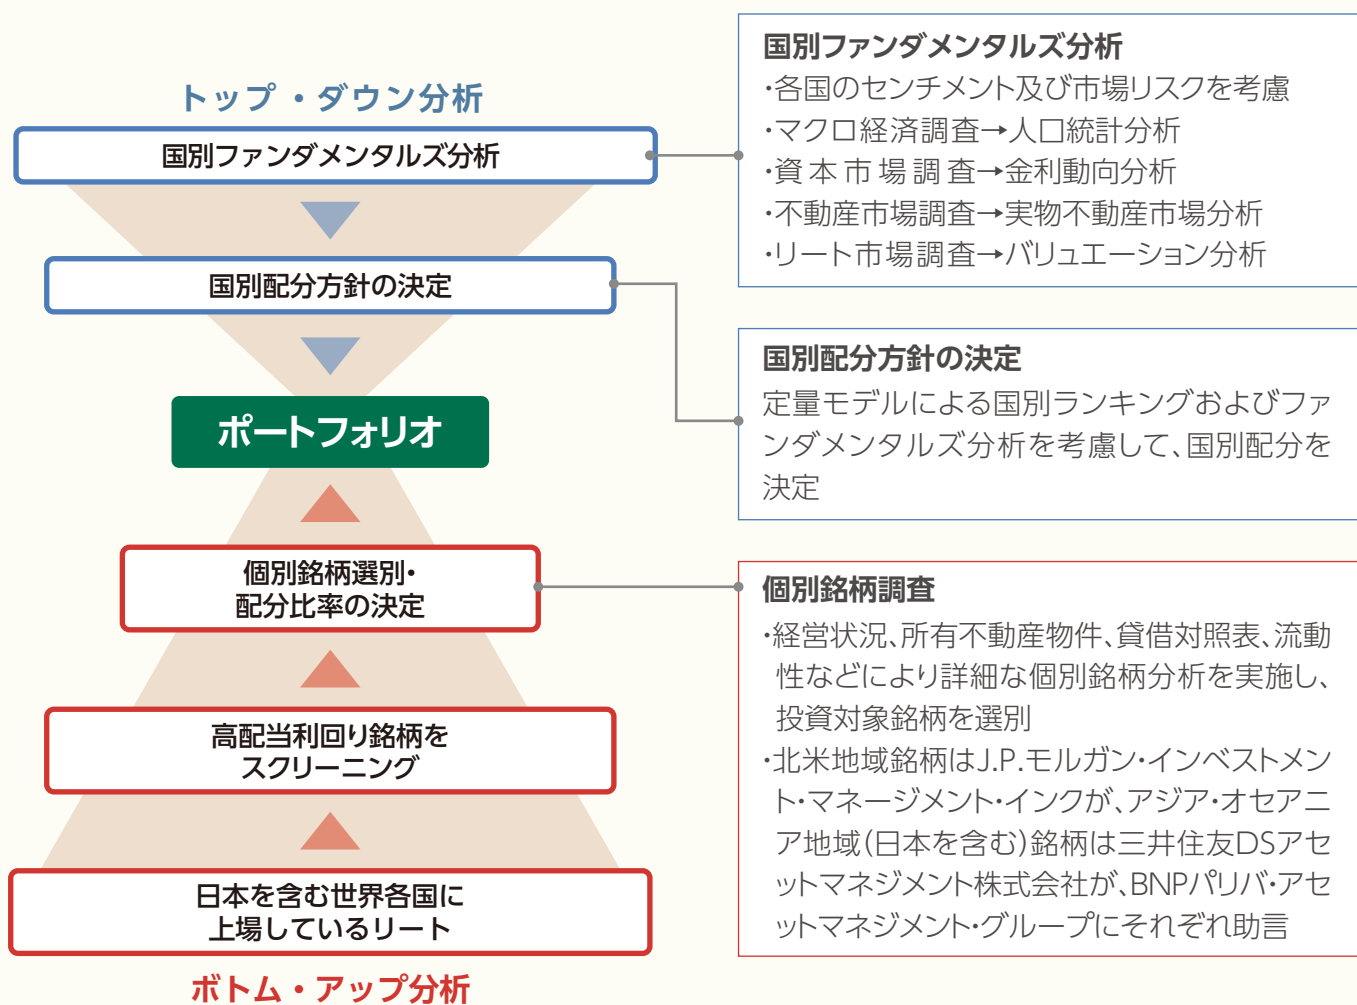 トップ・ダウン分析
国別ファンダメンタルズ分析
国別配分方針の決定
ポートフォリオ
個別銘柄選別・
配分比率の決定
高配当利回り銘柄を
スクリーニング
日本を含む世界各国に
上場しているリート
ボトム・アップ分析
国別ファンダメンタルズ分析
・各国のセンチメント及び市場リスクを考慮
・マクロ経済調査→人口統計分析
・資本市場調査→金利動向分析
・不動産市場調査→実物不動産市場分析
・リート市場調査→バリュエーション分析
国別配分方針の決定
定量モデルによる国別ランキングおよびファ
ンダメンタルズ分析を考慮して、国別配分を
決定
個別銘柄調査
・経営状況、所有不動産物件、貸借対照表、流動
性などにより詳細な個別銘柄分析を実施し、
投資対象銘柄を選別
・北米地域銘柄はJ.P.モルガン・インベストメン
ト・マネージメント・インクが、アジア・オセアニ
ア地域(日本を含む)銘柄は三井住友DSアセ
ットマネジメント株式会社が、BNPパリバ・アセ
ットマネジメント・グループにそれぞれ助言